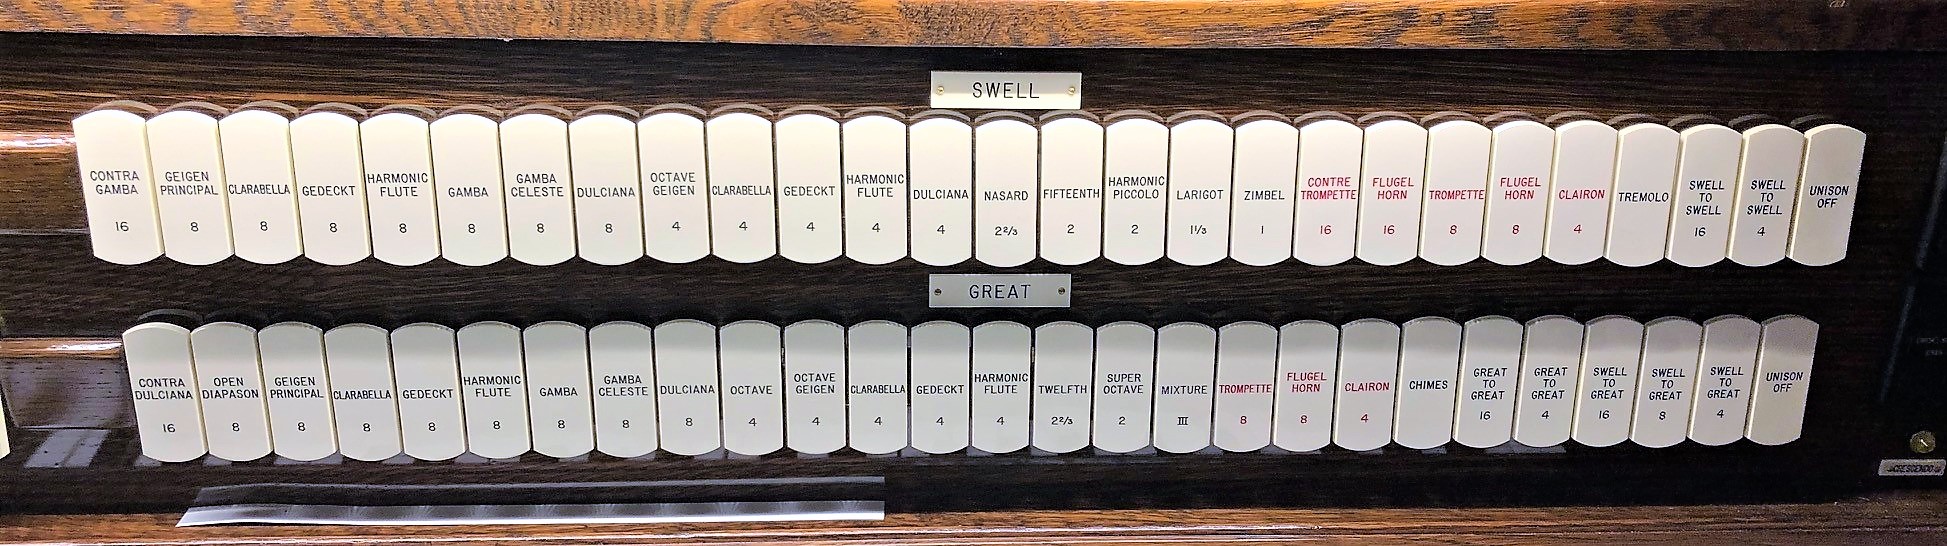 SWELL
CONTRA
GAMBA
16
GEIGEN
PRINCIPAL
8
CLARABELLA
8
GEDECKT
8
HARMONIC
FLUTE
8
GAMBA
8
GAMBA
CELESTE
8
DULCIANA
8
OCTAVE
GEIGEN
4
CLARABELLA
4
GEDECKT
4
HARMONIC
FLUTE
4
DULCIANA
4
NASARD
2⅔
FIFTEENTH
2
HARMONIC
PICCOLO
2
LARIGOT
1⅓
ZIMBEL
1
CONTRE
TROMPETTE
16
FLUGEL
HORN
16
TROMPETTE
8
FLUGEL
HORN
8
CLAIRON
4
TREMOLO
SWELL
TO
SWELL
16
SWELL
TO
SWELL
4
UNISON
OFF
GREAT
CONTRA
DULCIANA
16
OPEN
DIAPASON
8
GEIGEN
PRINCIPAL
8
CLARABELLA
8
GEDECKT
8
HARMONIC
FLUTE
8
GAMBA
8
GAMBA
CELESTE
8
DULCIANA
8
OCTAVE
4
OCTAVE
GEIGEN
4
CLARABELLA
4
GEDECKT
4
HARMONIC
FLUTE
4
TWELFTH
2⅔
SUPER
OCTAVE
2
MIXTURE
III
TROMPETTE
8
FLUGEL
HORN
8
CLAIRON
4
CHIMES
GREAT
TO
GREAT
16
GREAT
TO
GREAT
4
SWELL
TO
GREAT
16
SWELL
TO
GREAT
8
SWELL
TO
GREAT
4
UNISON
OFF
CRESCENDO